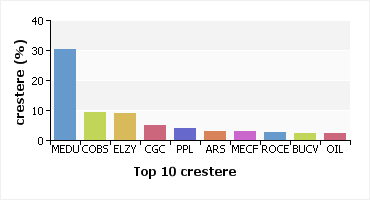 crestere (%)
40
30
20
10
0
MEDU COBS ELZY CGC PPL ARS MECF ROCE BUCV OIL
Top 10 crestere